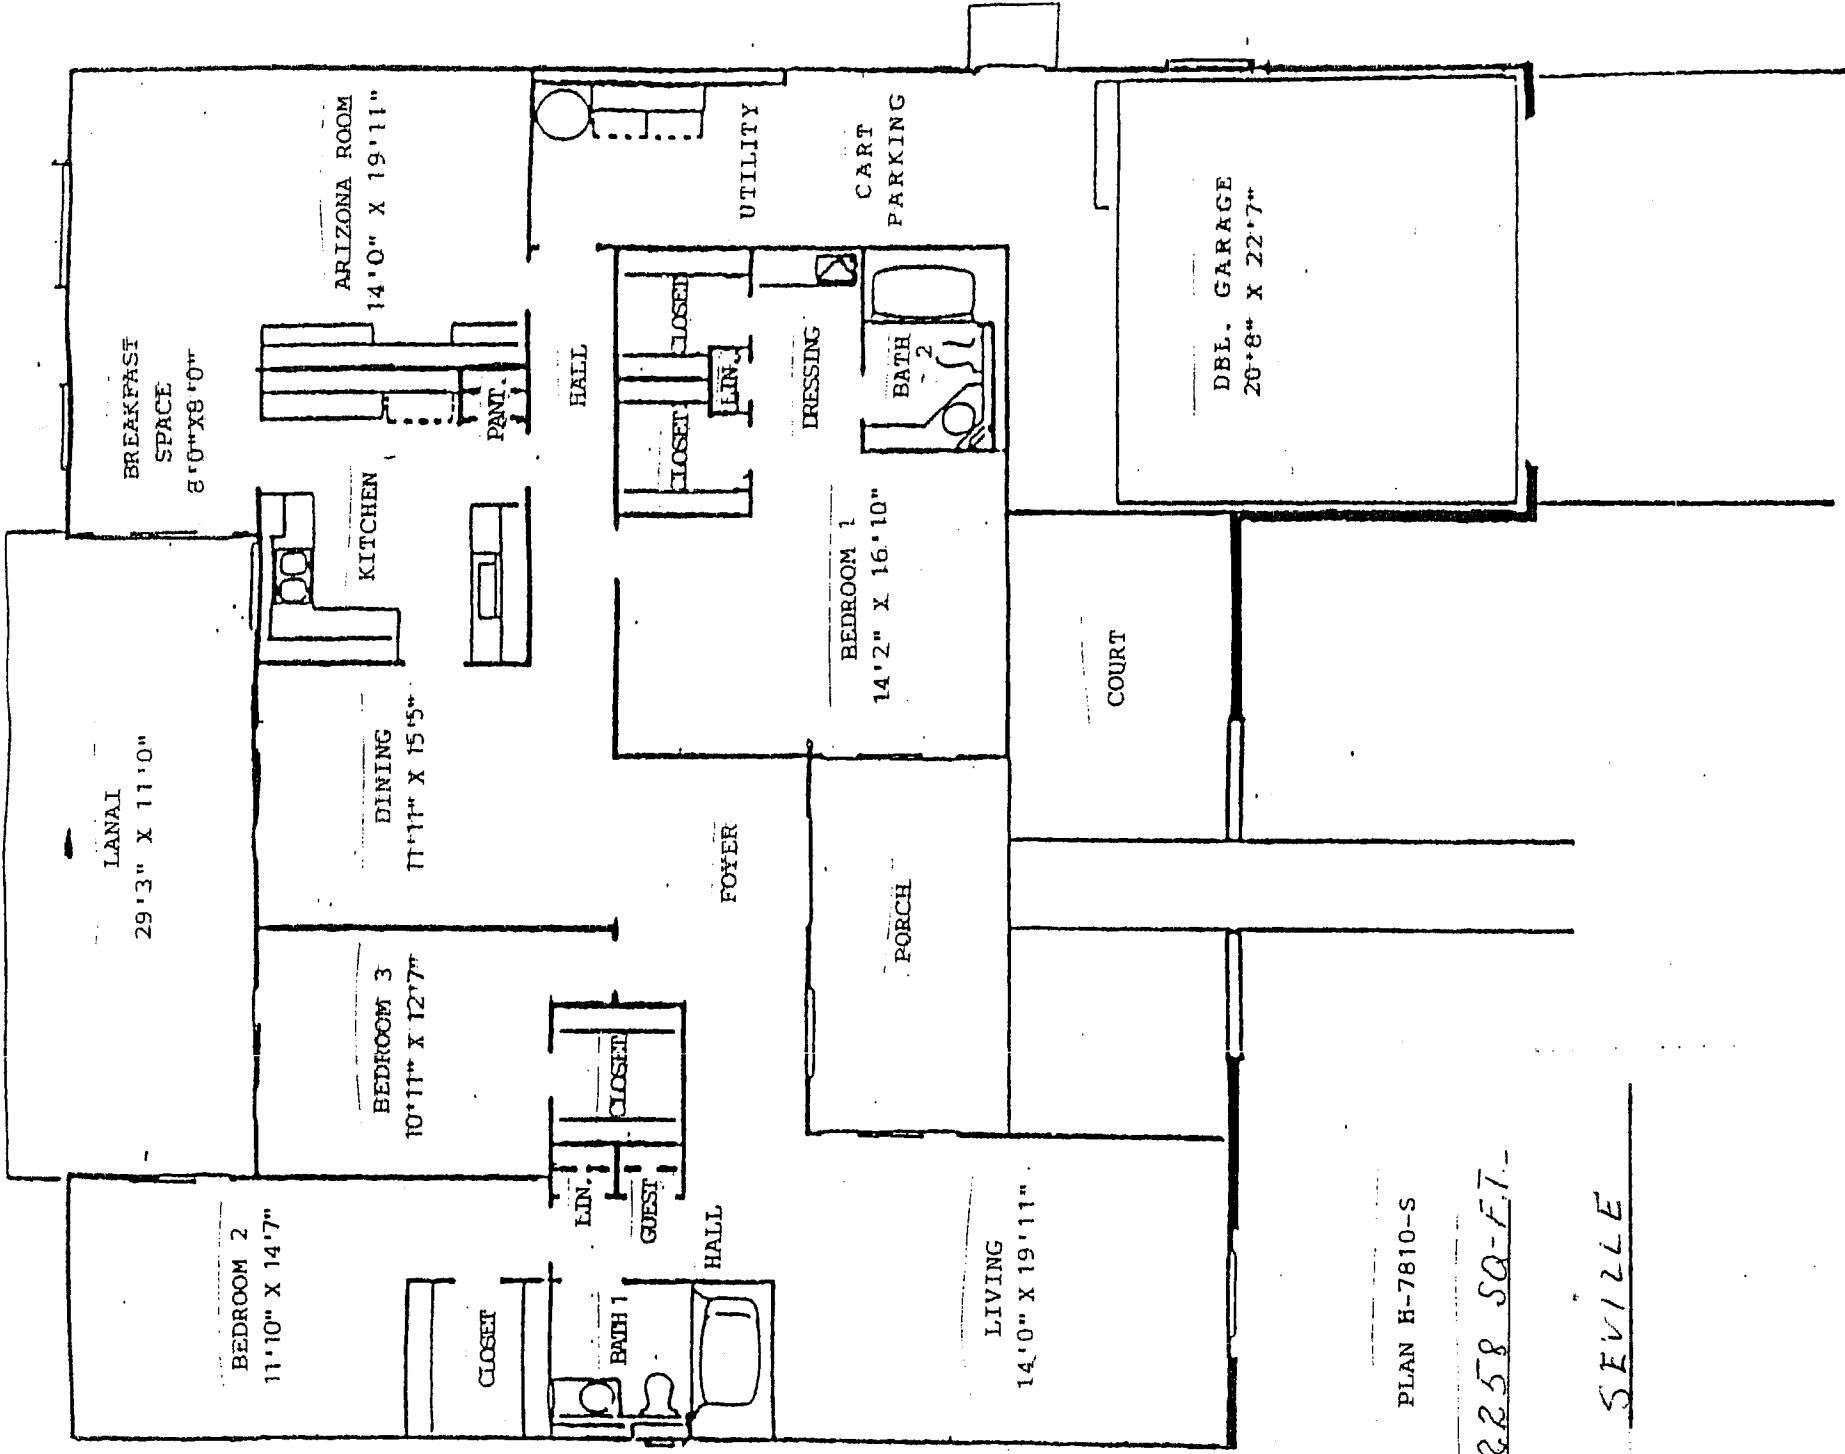 LANAI
29'3" X 11'0"
BREAKFAST
SPACE
8'0"X8'0"
ARIZONA ROOM
14'0" X 19'11"
KITCHEN
PANT.
DINING
11'11" X 15'5"
BEDROOM 3
10'11" X 12'7"
BEDROOM 2
11'10" X 14'7"
CLOSET
LIN.
GUEST
CLOSET
BATH 1
HALL
HALL
CLOSET
CLOSET
LIN.
DRESSING
BATH
2
UTILITY
CART
PARKING
BEDROOM 1
14'2" X 16'10"
FOYER
PORCH
LIVING
14'0" X 19'11"
COURT
DBL. GARAGE
20'8" X 22'7"
PLAN H-7810-S
2258 SQ-FT.
SEVILLE